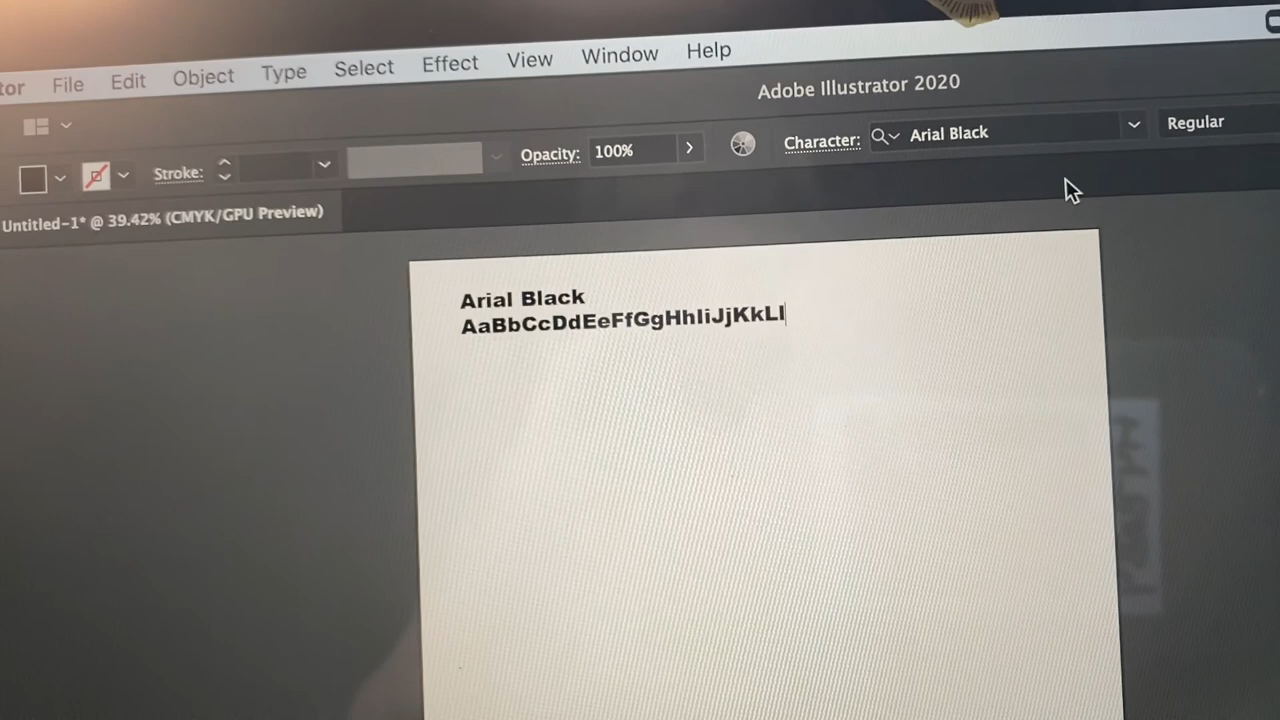 tor File Edit Object Type Select Effect View Window Help
Adobe Illustrator 2020
Stroke: Opacity: 100% Character: Arial Black Regular
Untitled-1* @ 39.42% (CMYK/GPU Preview)
Arial Black
AaBbCcDdEeFfGgHhIiJjKkLl